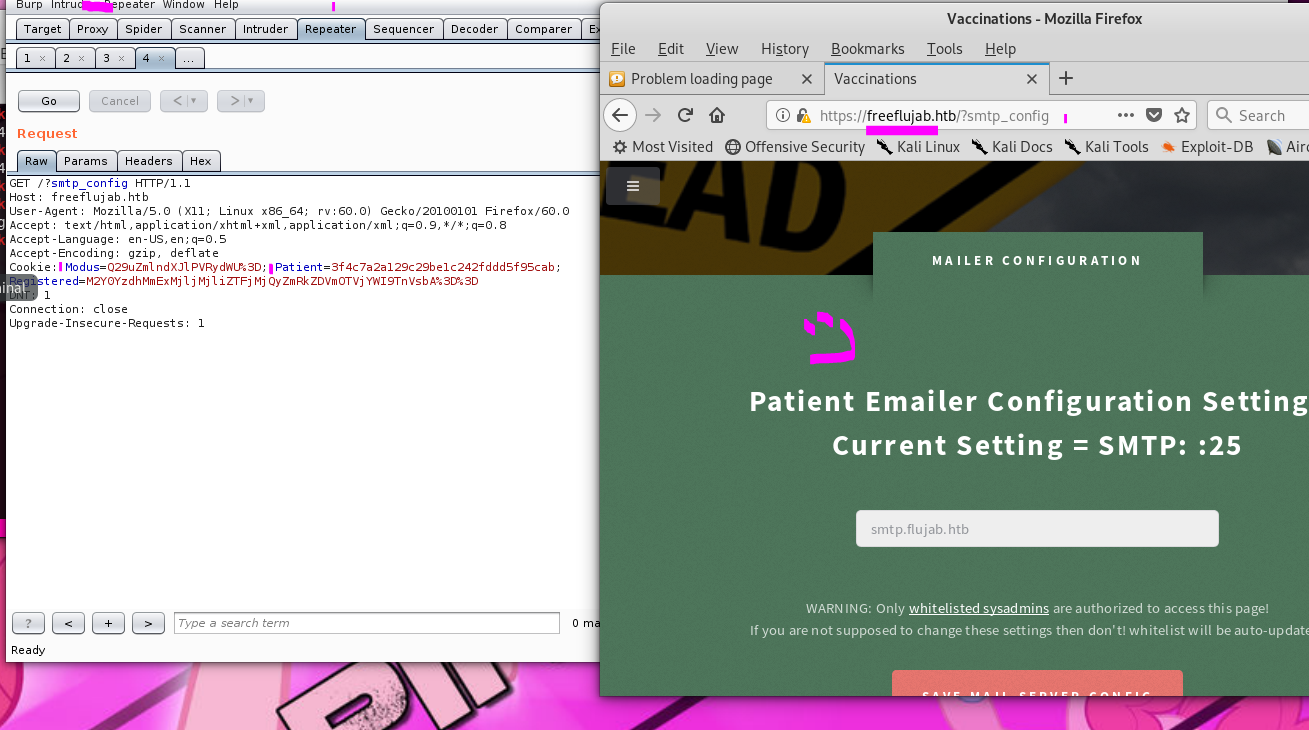 Burp Repeater Window Help
Target Proxy Spider Scanner Intruder Repeater Sequencer Decoder Comparer
1 × 2 × 3 × 4 × ...
Go Cancel < > 
Request
Raw Params Headers Hex
GET /?smtp_config HTTP/1.1
Host: freeflujab.htb
User-Agent: Mozilla/5.0 (X11; Linux x86_64; rv:60.0) Gecko/20100101 Firefox/60.0
Accept: text/html,application/xhtml+xml,application/xml;q=0.9,*/*;q=0.8
Accept-Language: en-US,en;q=0.5
Accept-Encoding: gzip, deflate
Cookie: Modus=Q29uZmlndXJlPVRydWU%3D; Patient=3f4c7a2a129c29be1c242fddd5f95cab;
Registered=M2Y0YzdhMmExMjljMjliZTFjMjQyZmRkZDVmOTVjYWI9TnVsbA%3D%3D
DNT: 1
Connection: close
Upgrade-Insecure-Requests: 1
? < + > Type a search term 0
Ready
Vaccinations - Mozilla Firefox
File Edit View History Bookmarks Tools Help
Problem loading page × Vaccinations × +
https://freeflujab.htb/?smtp_config Search
Most Visited Offensive Security Kali Linux Kali Docs Kali Tools Exploit-DB
EAD
MAILER CONFIGURATION
Patient Emailer Configuration Setting
Current Setting = SMTP: :25
smtp.flujab.htb
WARNING: Only whitelisted sysadmins are authorized to access this page!
If you are not supposed to change these settings then don't! whitelist will be auto-update
SAVE MAIL SERVER CONFIG